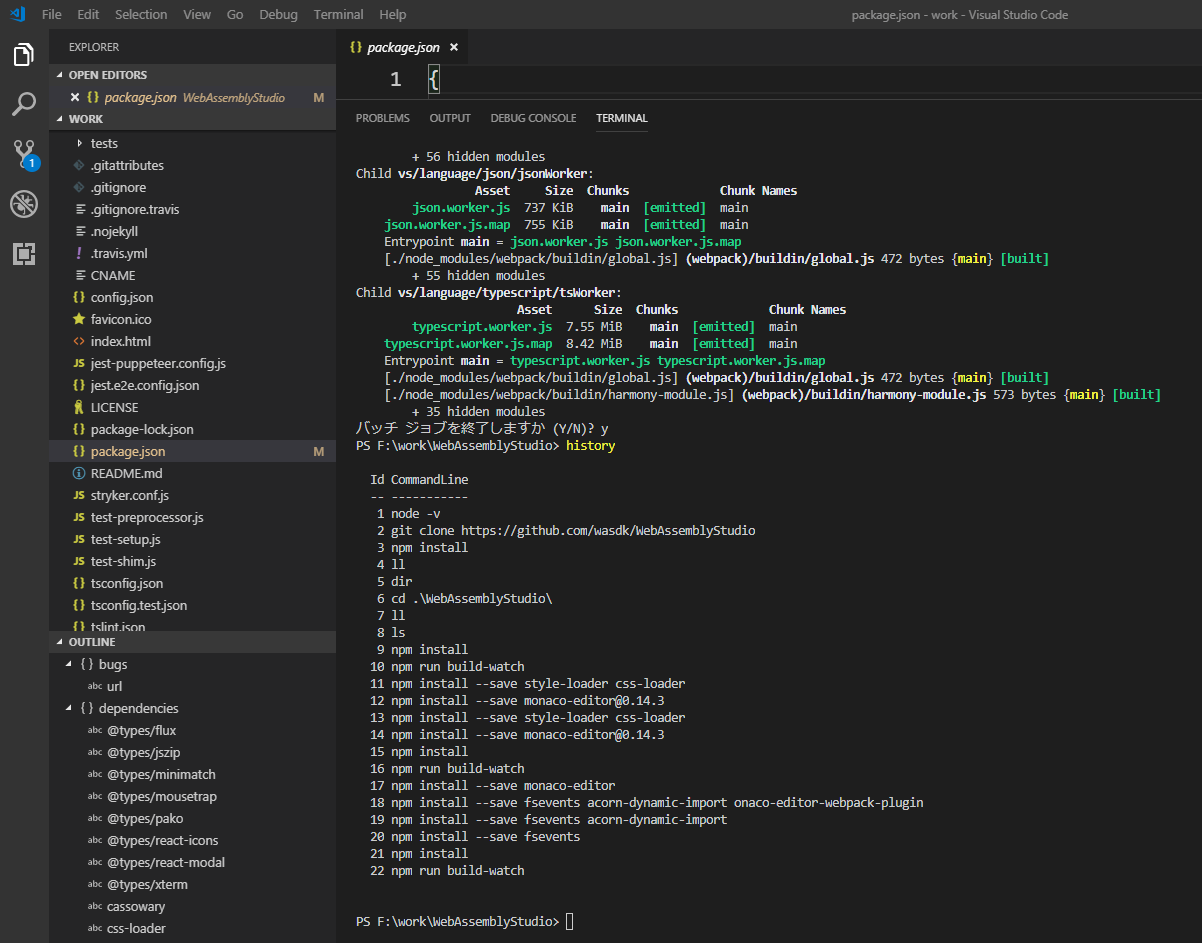 File Edit Selection View Go Debug Terminal Help
package.json - work - Visual Studio Code
EXPLORER
OPEN EDITORS
package.json WebAssemblyStudio M
WORK
tests
.gitattributes
.gitignore
.gitignore.travis
.nojekyll
.travis.yml
CNAME
config.json
favicon.ico
index.html
jest-puppeteer.config.js
jest.e2e.config.json
LICENSE
package-lock.json
package.json M
README.md
stryker.conf.js
test-preprocessor.js
test-setup.js
test-shim.js
tsconfig.json
tsconfig.test.json
tslint.json
OUTLINE
{ } bugs
abc url
{ } dependencies
abc @types/flux
abc @types/jszip
abc @types/minimatch
abc @types/mousetrap
abc @types/pako
abc @types/react-icons
abc @types/react-modal
abc @types/xterm
abc cassowary
abc css-loader
1
{ } package.json
1 {
PROBLEMS OUTPUT DEBUG CONSOLE TERMINAL
+ 56 hidden modules
Child vs/language/json/jsonWorker:
Asset Size Chunks Chunk Names
json.worker.js 737 KiB main [emitted] main
json.worker.js.map 755 KiB main [emitted] main
Entrypoint main = json.worker.js json.worker.js.map
[./node_modules/webpack/buildin/global.js] (webpack)/buildin/global.js 472 bytes {main} [built]
+ 55 hidden modules
Child vs/language/typescript/tsWorker:
Asset Size Chunks Chunk Names
typescript.worker.js 7.55 MiB main [emitted] main
typescript.worker.js.map 8.42 MiB main [emitted] main
Entrypoint main = typescript.worker.js typescript.worker.js.map
[./node_modules/webpack/buildin/global.js] (webpack)/buildin/global.js 472 bytes {main} [built]
[./node_modules/webpack/buildin/harmony-module.js] (webpack)/buildin/harmony-module.js 573 bytes {main} [built]
+ 35 hidden modules
バッチ ジョブを終了しますか (Y/N)? y
PS F:\work\WebAssemblyStudio> history
Id CommandLine
-- -----------
1 node -v
2 git clone https://github.com/wasdk/WebAssemblyStudio
3 npm install
4 ll
5 dir
6 cd .\WebAssemblyStudio\
7 ll
8 ls
9 npm install
10 npm run build-watch
11 npm install --save style-loader css-loader
12 npm install --save monaco-editor@0.14.3
13 npm install --save style-loader css-loader
14 npm install --save monaco-editor@0.14.3
15 npm install
16 npm run build-watch
17 npm install --save monaco-editor
18 npm install --save fsevents acorn-dynamic-import onaco-editor-webpack-plugin
19 npm install --save fsevents acorn-dynamic-import
20 npm install --save fsevents
21 npm install
22 npm run build-watch
PS F:\work\WebAssemblyStudio>